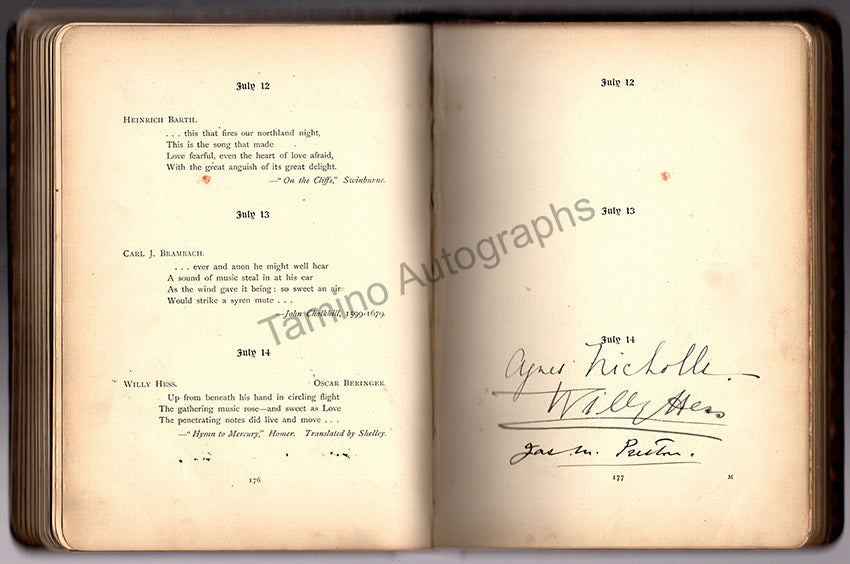 July 12
HEINRICH BARTH.
. . . this that fires our northland night,
This is the song that made
Love fearful, even the heart of love afraid,
With the great anguish of its great delight.
—"On the Cliffs," Swinburne.
July 13
CARL J. BRAMBACH.
. . . ever and anon he might well hear
A sound of music steal in at his ear
As the wind gave it being: so sweet an air
Would strike a syren mute . . .
—John Chalkhill, 1599-1679.
July 14
WILLY HESS. OSCAR BERINGER.
Up from beneath his hand in circling flight
The gathering music rose—and sweet as Love
The penetrating notes did live and move . . .
—"Hymn to Mercury," Homer. Translated by Shelley.
176
July 12
July 13
July 14
Agnes Nicholls.
Willy Hess
Jas M. Preston.
177 M
Tamino Autographs